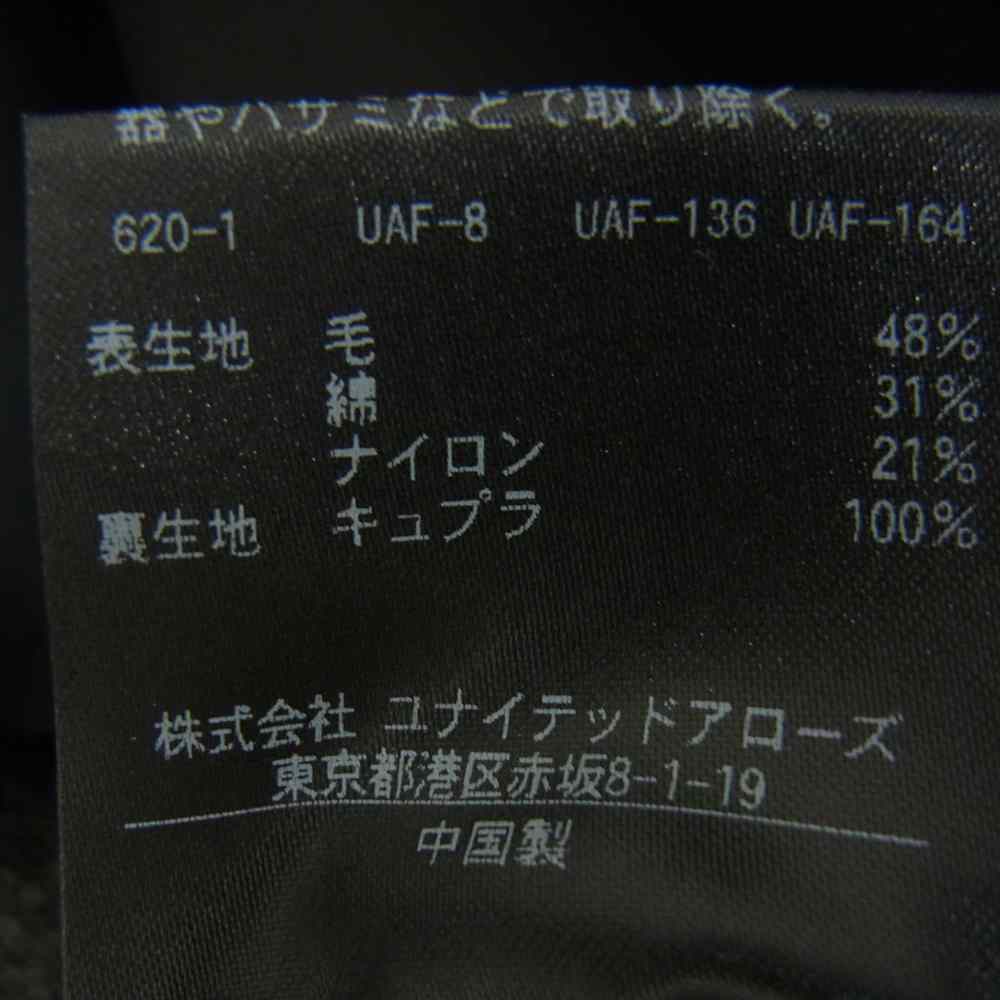 器やハサミなどで取り除く。
620-1 UAF-8 UAF-136 UAF-164
表生地 毛 48%
綿 31%
ナイロン 21%
裏生地 キュプラ 100%
株式会社 ユナイテッドアローズ
東京都港区赤坂8-1-19
中国製